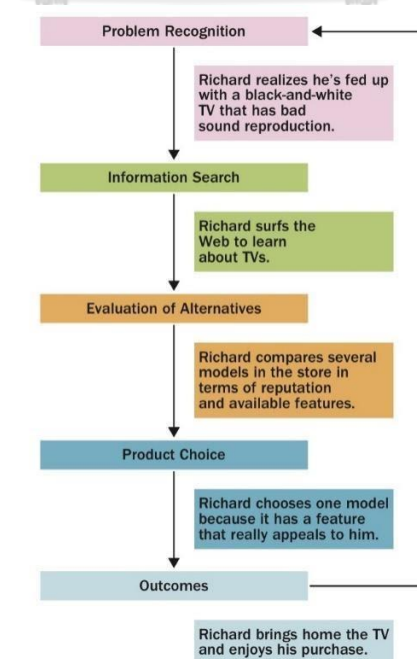 Problem Recognition
Richard realizes he's fed up
with a black-and-white
TV that has bad
sound reproduction.
Information Search
Richard surfs the
Web to learn
about TVs.
Evaluation of Alternatives
Richard compares several
models in the store in
terms of reputation
and available features.
Product Choice
Richard chooses one model
because it has a feature
that really appeals to him.
Outcomes
Richard brings home the TV
and enjoys his purchase.